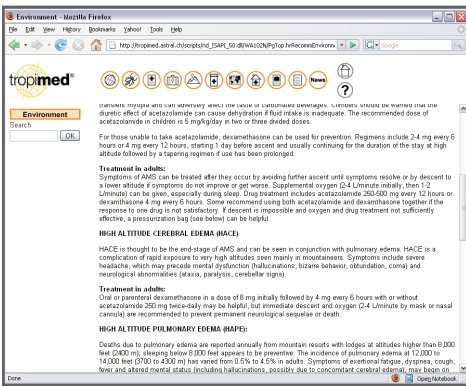 Environment - Mozilla Firefox
File Edit View History Bookmarks Yahoo! Tools Help
http://tropimed.astral.ch/scripts/nd_ISAPI_50.dll/WA102N/PgTop.hrRecommEnvironn
Google
tropimed®
News
?
Environment
Search
OK
transient myopia and can adversely affect the taste of carbonated beverages. Climbers should be warned that the
diuretic effect of acetazolamide can cause dehydration if fluid intake is inadequate. The recommended dose of
acetazolamide in children is 5 mg/kg/day in two or three divided doses.
For those unable to take acetazolamide, dexamethasone can be used for prevention. Regimens include 2-4 mg every 6
hours or 4 mg every 12 hours, starting 1 day before ascent and usually continuing for the duration of the stay at high
altitude followed by a tapering regimen if use has been prolonged.
Treatment in adults:
Symptoms of AMS can be treated after they occur by avoiding further ascent until symptoms resolve or by descent to
a lower altitude if symptoms do not improve or get worse. Supplemental oxygen (2-4 L/minute initially, then 1-2
L/minute) can be given, especially during sleep. Drug treatment includes acetazolamide 250-500 mg every 12 hours or
dexamthasone 4 mg every 6 hours. Some recommend using both acetazolamide and dexamthasone together if the
response to one drug is not satisfactory. If descent is impossible and oxygen and drug treatment not sufficiently
effective, a pressurization bag (see below) can be helpful.
HIGH ALTITUDE CEREBRAL EDEMA (HACE)
HACE is thought to be the end-stage of AMS and can be seen in conjunction with pulmonary edema. HACE is a
complication of rapid exposure to very high altitudes seen mainly in mountaineers. Symptoms include severe
headache, which may precede mental dysfunction (hallucinations, bizarre behavior, obtundation, coma) and
neurological abnormalities (ataxia, paralysis, cerebellar signs).
Treatment in adults:
Oral or parenteral dexamethasone in a dose of 8 mg initially followed by 4 mg every 6 hours with or without
acetazolamide 250 mg twice-daily may be helpful, but immediate descent and oxygen (2-4 L/minute by mask or nasal
cannula) are recommended to prevent permanent neurological sequelae or death.
HIGH ALTITUDE PULMONARY EDEMA (HAPE):
Deaths due to pulmonary edema are reported annually from mountain resorts with lodges at altitudes higher than 8,000
feet (2400 m); sleeping below 8,000 feet appears to be preventive. The incidence of pulmonary edema at 12,000 to
14,000 feet (3700 to 4300 m) has varied from 0.5% to 4.5% in adults. Symptoms of exertional fatigue, dyspnea, cough,
fever and altered mental status (including hallucinations, possibly due to concomitant cerebral edema), may begin on
Done
Open Notebook